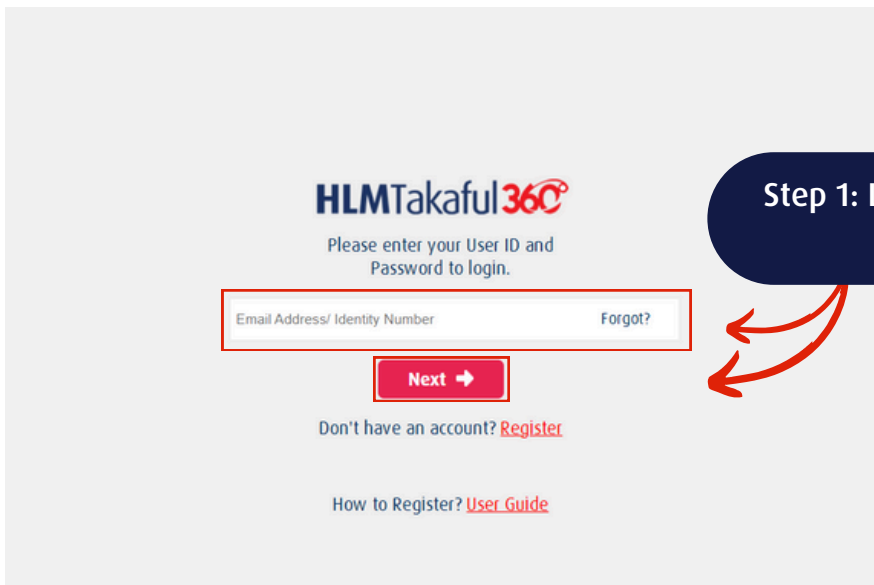 HLMTakaful360°
Please enter your User ID and
Password to login.
Email Address/ Identity Number Forgot?
Next
Don't have an account? Register
How to Register? User Guide
Step 1: